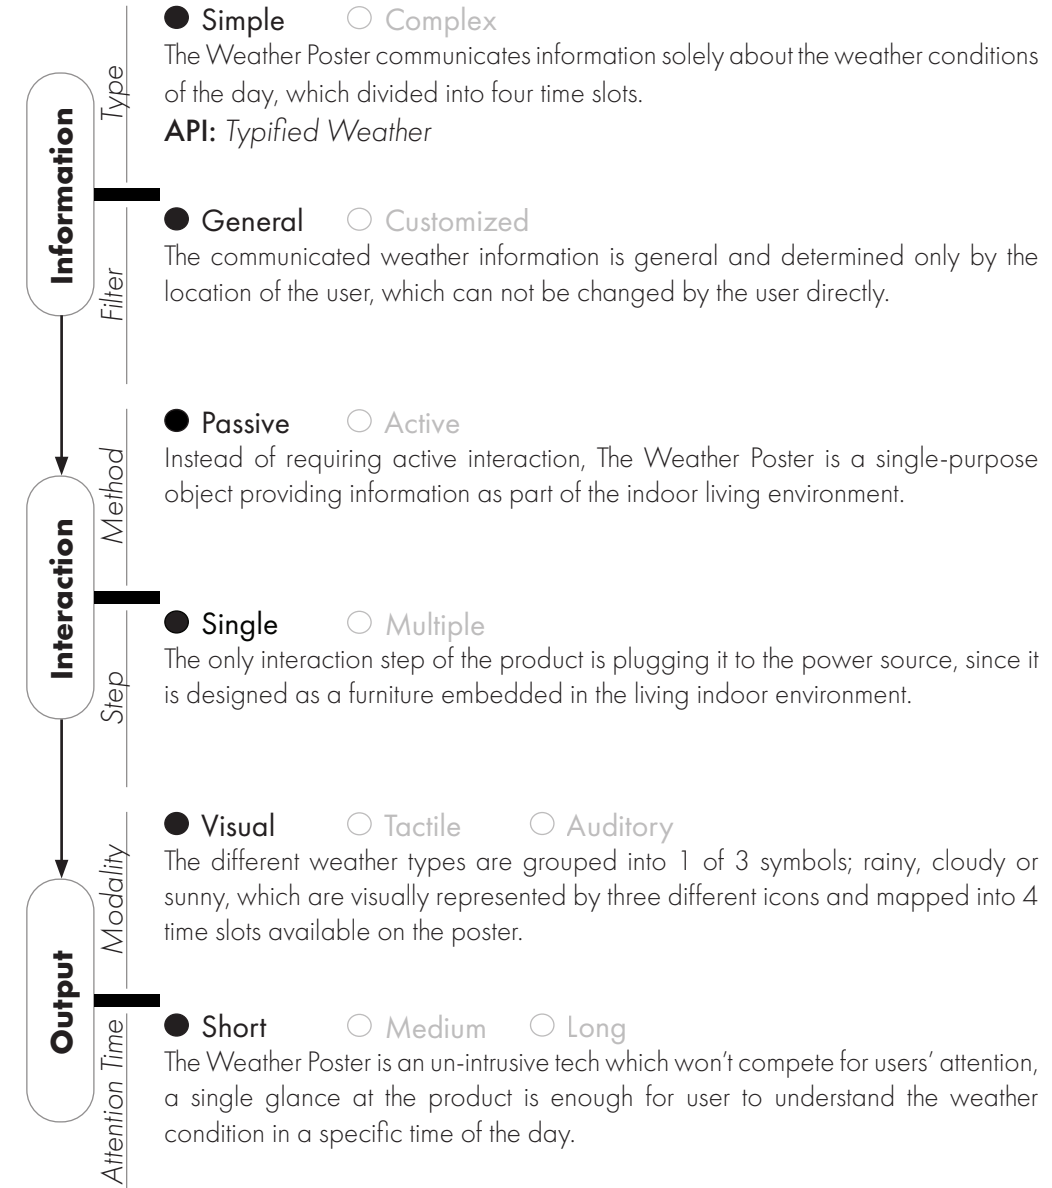 Information
Type
Simple Complex
The Weather Poster communicates information solely about the weather conditions
of the day, which divided into four time slots.
API: Typified Weather
Filter
General Customized
The communicated weather information is general and determined only by the
location of the user, which can not be changed by the user directly.
Interaction
Method
Passive Active
Instead of requiring active interaction, The Weather Poster is a single-purpose
object providing information as part of the indoor living environment.
Step
Single Multiple
The only interaction step of the product is plugging it to the power source, since it
is designed as a furniture embedded in the living indoor environment.
Output
Modality
Visual Tactile Auditory
The different weather types are grouped into 1 of 3 symbols; rainy, cloudy or
sunny, which are visually represented by three different icons and mapped into 4
time slots available on the poster.
Attention Time
Short Medium Long
The Weather Poster is an un-intrusive tech which won't compete for users' attention,
a single glance at the product is enough for user to understand the weather
condition in a specific time of the day.